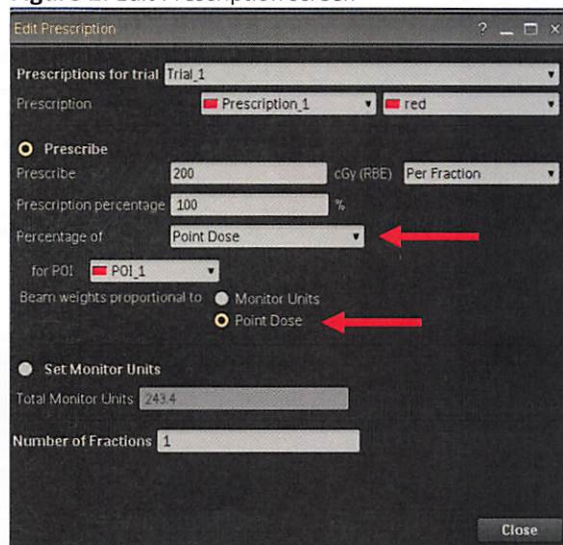 Edit Prescription ? _ □ ×
Prescriptions for trial Trial_1
Prescription Prescription_1 red
Prescribe
Prescribe 200 cGy (RBE) Per Fraction
Prescription percentage 100 %
Percentage of Point Dose
for POI POI_1
Beam weights proportional to Monitor Units
Point Dose
Set Monitor Units
Total Monitor Units 243.4
Number of Fractions 1
Close